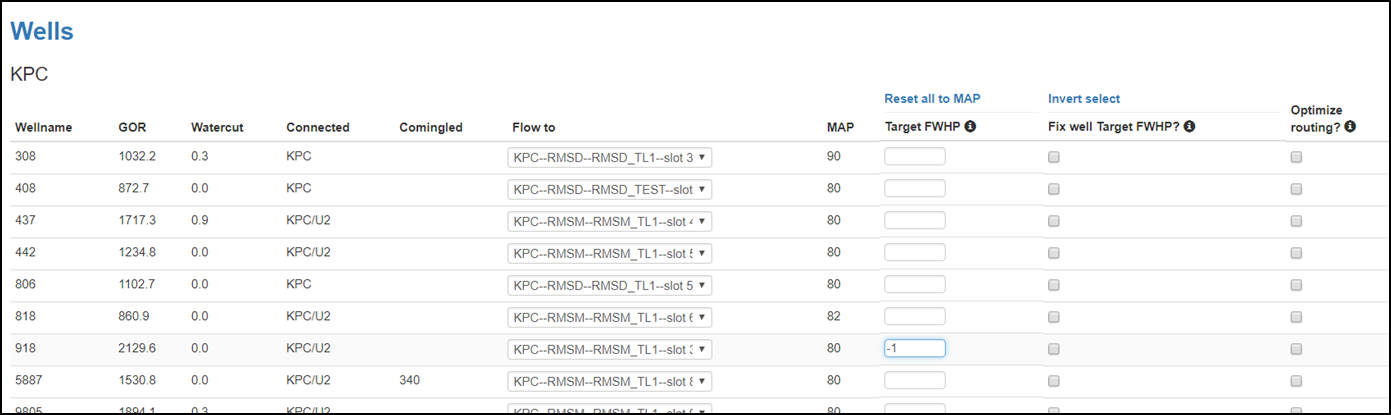 Wells
KPC
Reset all to MAP Invert select
Wellname GOR Watercut Connected Comingled Flow to MAP Target FWHP Fix well Target FWHP? Optimize routing?
308 1032.2 0.3 KPC KPC--RMSD--RMSD_TL1--slot 3 90
408 872.7 0.0 KPC KPC--RMSD--RMSD_TEST--slot 80
437 1717.3 0.9 KPC/U2 KPC--RMSM--RMSM_TL1--slot 4 80
442 1234.8 0.0 KPC/U2 KPC--RMSM--RMSM_TL1--slot 5 80
806 1102.7 0.0 KPC KPC--RMSD--RMSD_TL1--slot 5 80
818 860.9 0.0 KPC/U2 KPC--RMSM--RMSM_TL1--slot 6 82
918 2129.6 0.0 KPC/U2 KPC--RMSM--RMSM_TL1--slot 3 80 -1
5887 1530.8 0.0 KPC/U2 340 KPC--RMSM--RMSM_TL1--slot 8 80
9805 1894.1 0.3 KPC/U2 KPC--RMSM--RMSM_TL1--slot 80